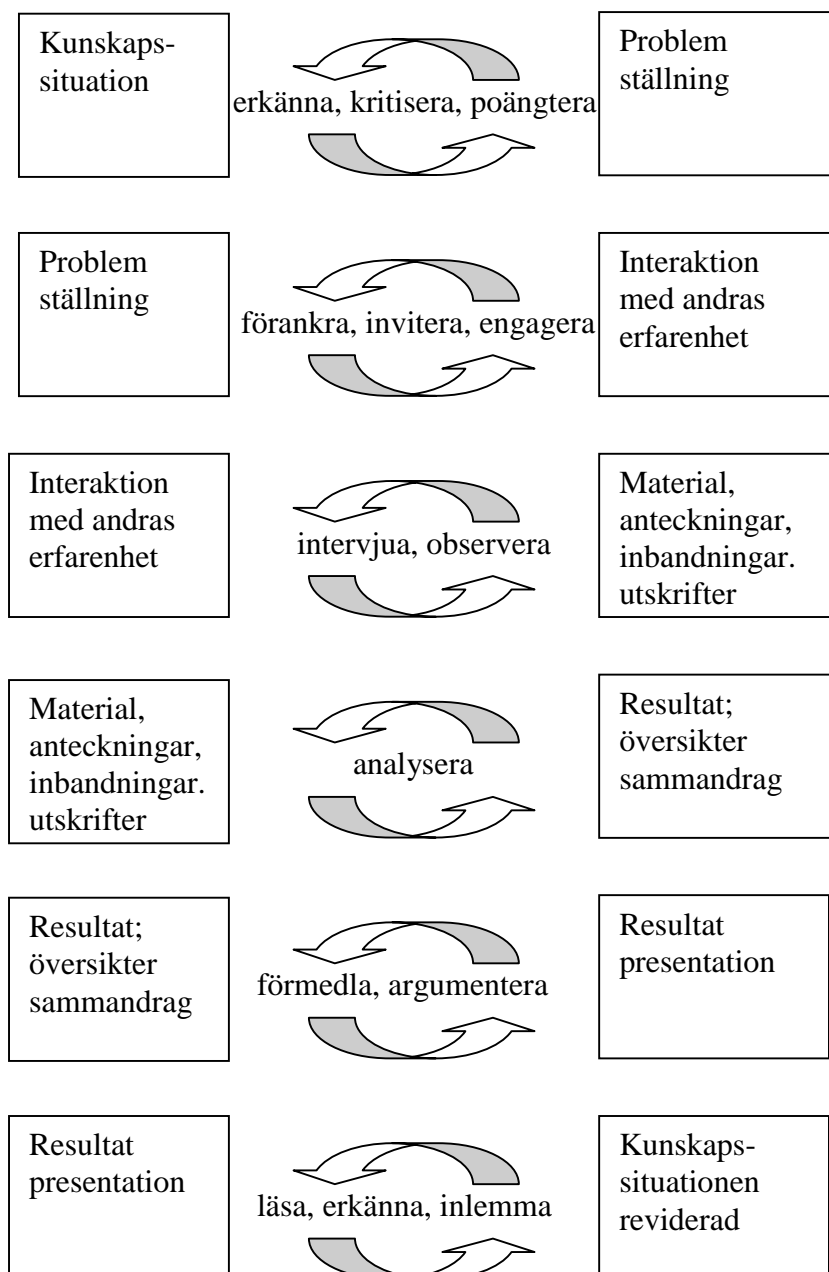 Kunskaps-
situation
erkänna, kritisera, poängtera
Problem
ställning
Problem
ställning
förankra, invitera, engagera
Interaktion
med andras
erfarenhet
Interaktion
med andras
erfarenhet
intervjua, observera
Material,
anteckningar,
inbandningar.
utskrifter
Material,
anteckningar,
inbandningar.
utskrifter
analysera
Resultat;
översikter
sammandrag
Resultat;
översikter
sammandrag
förmedla, argumentera
Resultat
presentation
Resultat
presentation
läsa, erkänna, inlemma
Kunskaps-
situationen
reviderad